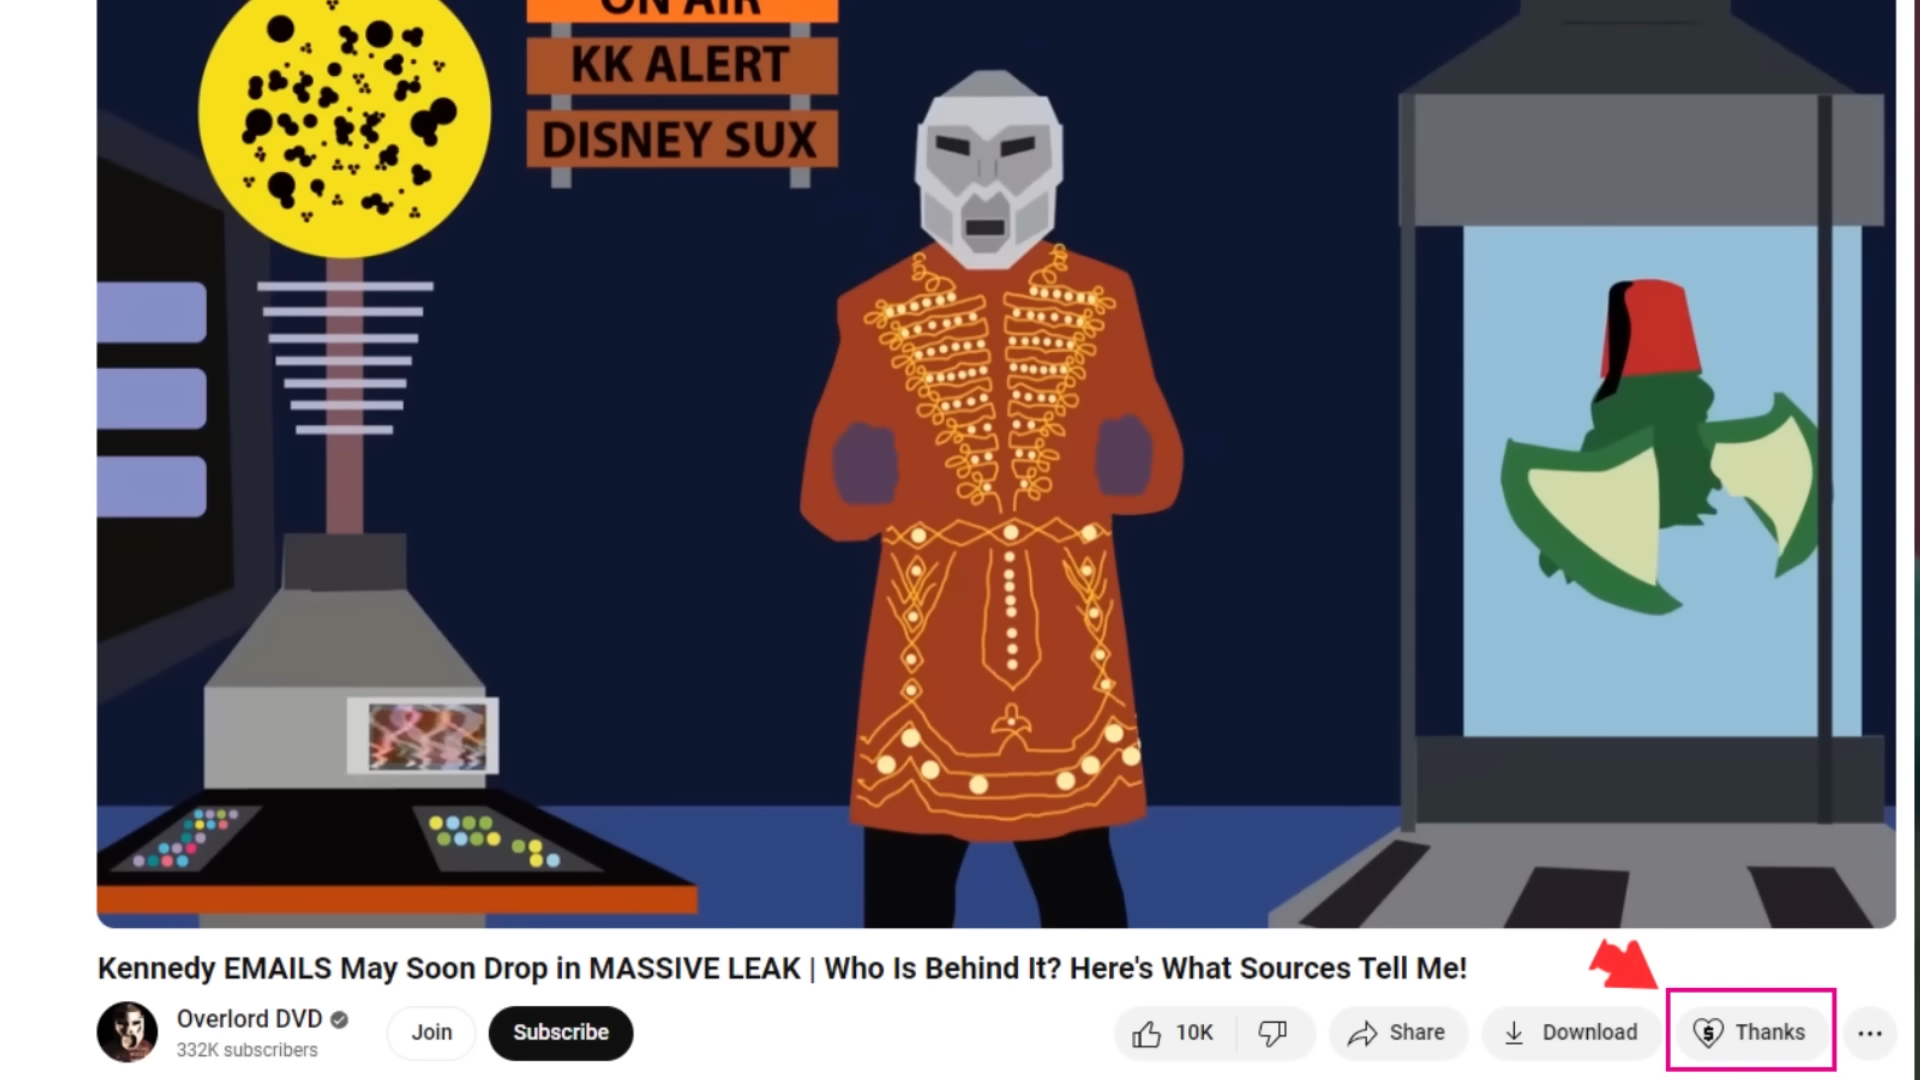 ON AIR
KK ALERT
DISNEY SUX
Kennedy EMAILS May Soon Drop in MASSIVE LEAK | Who Is Behind It? Here's What Sources Tell Me!
Overlord DVD
332K subscribers
Join
Subscribe
10K
Share
Download
Thanks